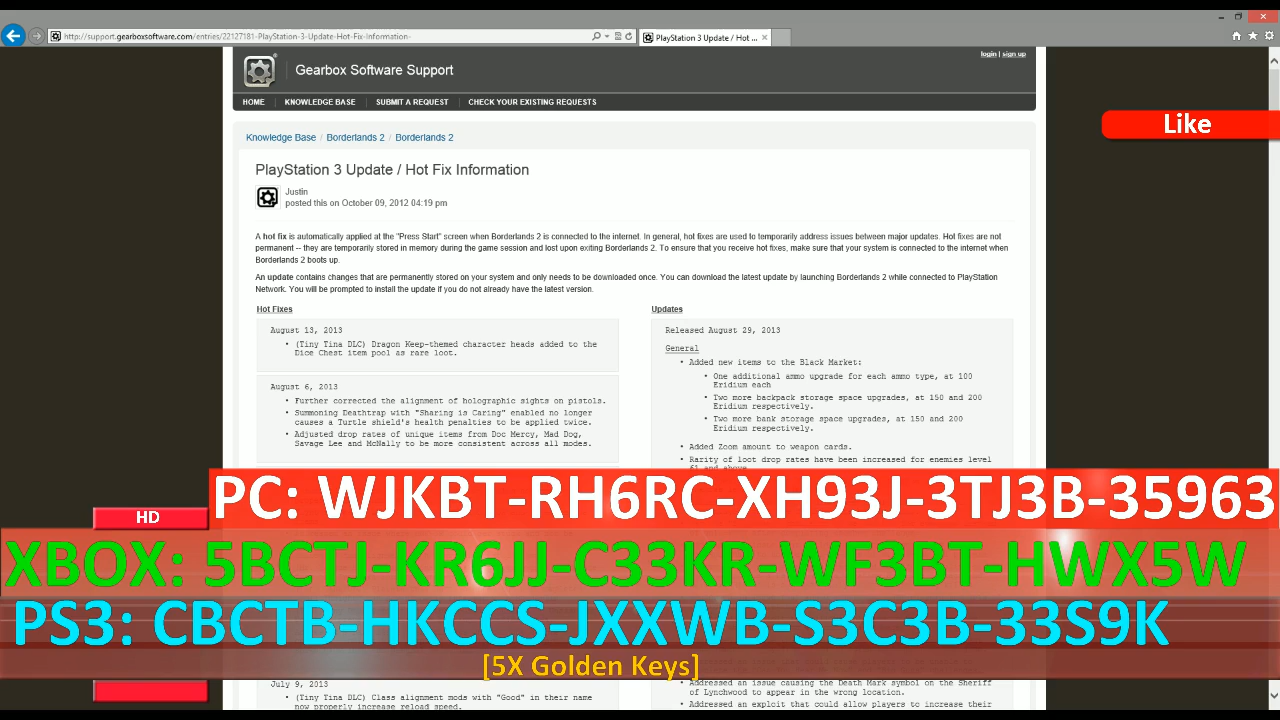 http://support.gearboxsoftware.com/entries/22127181-PlayStation-3-Update-Hot-Fix-Information-
PlayStation 3 Update / Hot ...
login | sign up
Gearbox Software Support
HOME
KNOWLEDGE BASE
SUBMIT A REQUEST
CHECK YOUR EXISTING REQUESTS
Like
Knowledge Base / Borderlands 2 / Borderlands 2
PlayStation 3 Update / Hot Fix Information
Justin
posted this on October 09, 2012 04:19 pm
A hot fix is automatically applied at the "Press Start" screen when Borderlands 2 is connected to the internet. In general, hot fixes are used to temporarily address issues between major updates. Hot fixes are not
permanent -- they are temporarily stored in memory during the game session and lost upon exiting Borderlands 2. To ensure that you receive hot fixes, make sure that your system is connected to the internet when
Borderlands 2 boots up.
An update contains changes that are permanently stored on your system and only needs to be downloaded once. You can download the latest update by launching Borderlands 2 while connected to PlayStation
Network. You will be prompted to install the update if you do not already have the latest version.
Hot Fixes
August 13, 2013
• (Tiny Tina DLC) Dragon Keep-themed character heads added to the
Dice Chest item pool as rare loot.
August 6, 2013
• Further corrected the alignment of holographic sights on pistols.
• Summoning Deathtrap with "Sharing is Caring" enabled no longer
causes a Turtle shield's health penalties to be applied twice.
• Adjusted drop rates of unique items from Doc Mercy, Mad Dog,
Savage Lee and McNally to be more consistent across all modes.
Updates
Released August 29, 2013
General
• Added new items to the Black Market:
• One additional ammo upgrade for each ammo type, at 100
Eridium each
• Two more backpack storage space upgrades, at 150 and 200
Eridium respectively.
• Two more bank storage space upgrades, at 150 and 200
Eridium respectively.
• Added Zoom amount to weapon cards.
• Rarity of loot drop rates have been increased for enemies level
61 and above
PC: WJKBT-RH6RC-XH93J-3TJ3B-35963
HD
XBOX: 5BCTJ-KR6JJ-C33KR-WF3BT-HWX5W
PS3: CBCTB-HKCCS-JXXWB-S3C3B-33S9K
[5X Golden Keys]
July 9, 2013
• (Tiny Tina DLC) Class alignment mods with "Good" in their name
now properly increase reload speed.
• Addressed an issue causing the Death Mark symbol on the Sheriff
of Lynchwood to appear in the wrong location.
• Addressed an exploit that could allow players to increase their